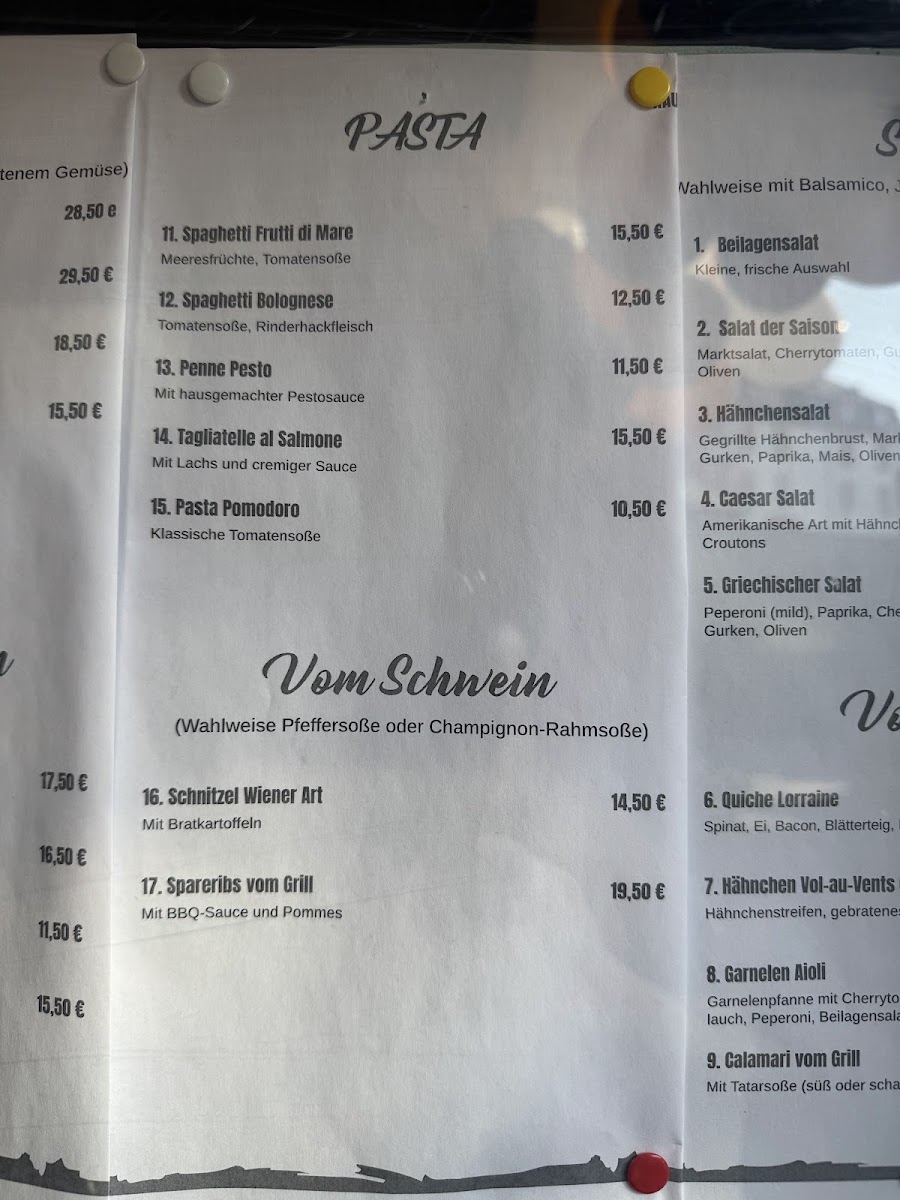 tenem Gemüse)
28,50 e
29,50 €
18,50 €
15,50 €
17,50 €
16,50 €
11,50 €
15,50 €
PASTA
11. Spaghetti Frutti di Mare 15,50 €
Meeresfrüchte, Tomatensoße
12. Spaghetti Bolognese 12,50 €
Tomatensoße, Rinderhackfleisch
13. Penne Pesto 11,50 €
Mit hausgemachter Pestosauce
14. Tagliatelle al Salmone 15,50 €
Mit Lachs und cremiger Sauce
15. Pasta Pomodoro 10,50 €
Klassische Tomatensoße
Vom Schwein
(Wahlweise Pfeffersoße oder Champignon-Rahmsoße)
16. Schnitzel Wiener Art 14,50 €
Mit Bratkartoffeln
17. Spareribs vom Grill 19,50 €
Mit BBQ-Sauce und Pommes
Wahlweise mit Balsamico,
1. Beilagensalat
Kleine, frische Auswahl
2. Salat der Saison
Marktsalat, Cherrytomaten,
Oliven
3. Hähnchensalat
Gegrillte Hähnchenbrust,
Gurken, Paprika, Mais, Oliven
4. Caesar Salat
Amerikanische Art mit
Croutons
5. Griechischer Salat
Peperoni (mild), Paprika,
Gurken, Oliven
6. Quiche Lorraine
Spinat, Ei, Bacon, Blätterteig,
7. Hähnchen Vol-au-Vents
Hähnchenstreifen,
8. Garnelen Aioli
Garnelenpfanne mit
lauch, Peperoni,
9. Calamari vom Grill
Mit Tatarsoße (süß oder